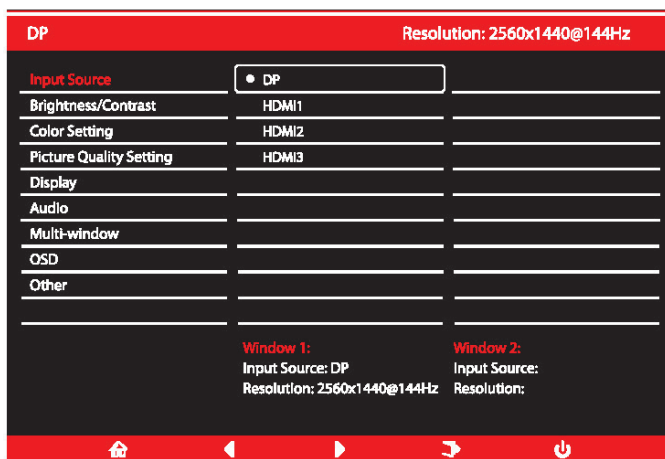 DP Resolution: 2560x1440@144Hz
Input Source DP
Brightness/Contrast HDMI1
Color Setting HDMI2
Picture Quality Setting HDMI3
Display
Audio
Multi-window
OSD
Other
Window 1: Window 2:
Input Source: DP Input Source:
Resolution: 2560x1440@144Hz Resolution: